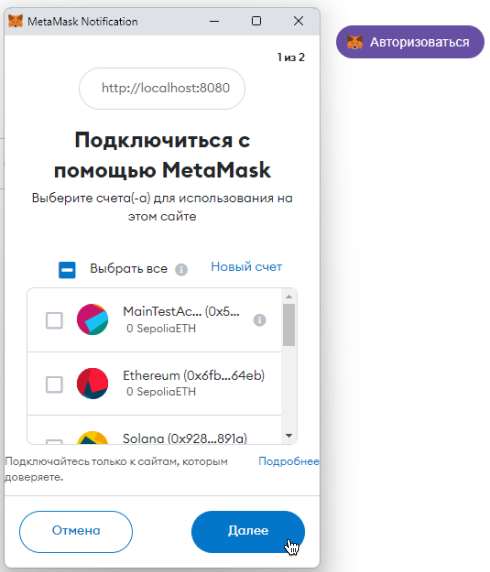 MetaMask Notification
Авторизоваться
1 из 2
http://localhost:8080
Подключиться с
помощью MetaMask
Выберите счета(-а) для использования на
этом сайте
Выбрать все
Новый счет
MainTestAc... (0x5...
0 SepoliaETH
Ethereum (0x6fb...64eb)
0 SepoliaETH
Solana (0x928...891a)
Подключайтесь только к сайтам, которым
доверяете.
Подробнее
Отмена
Далее